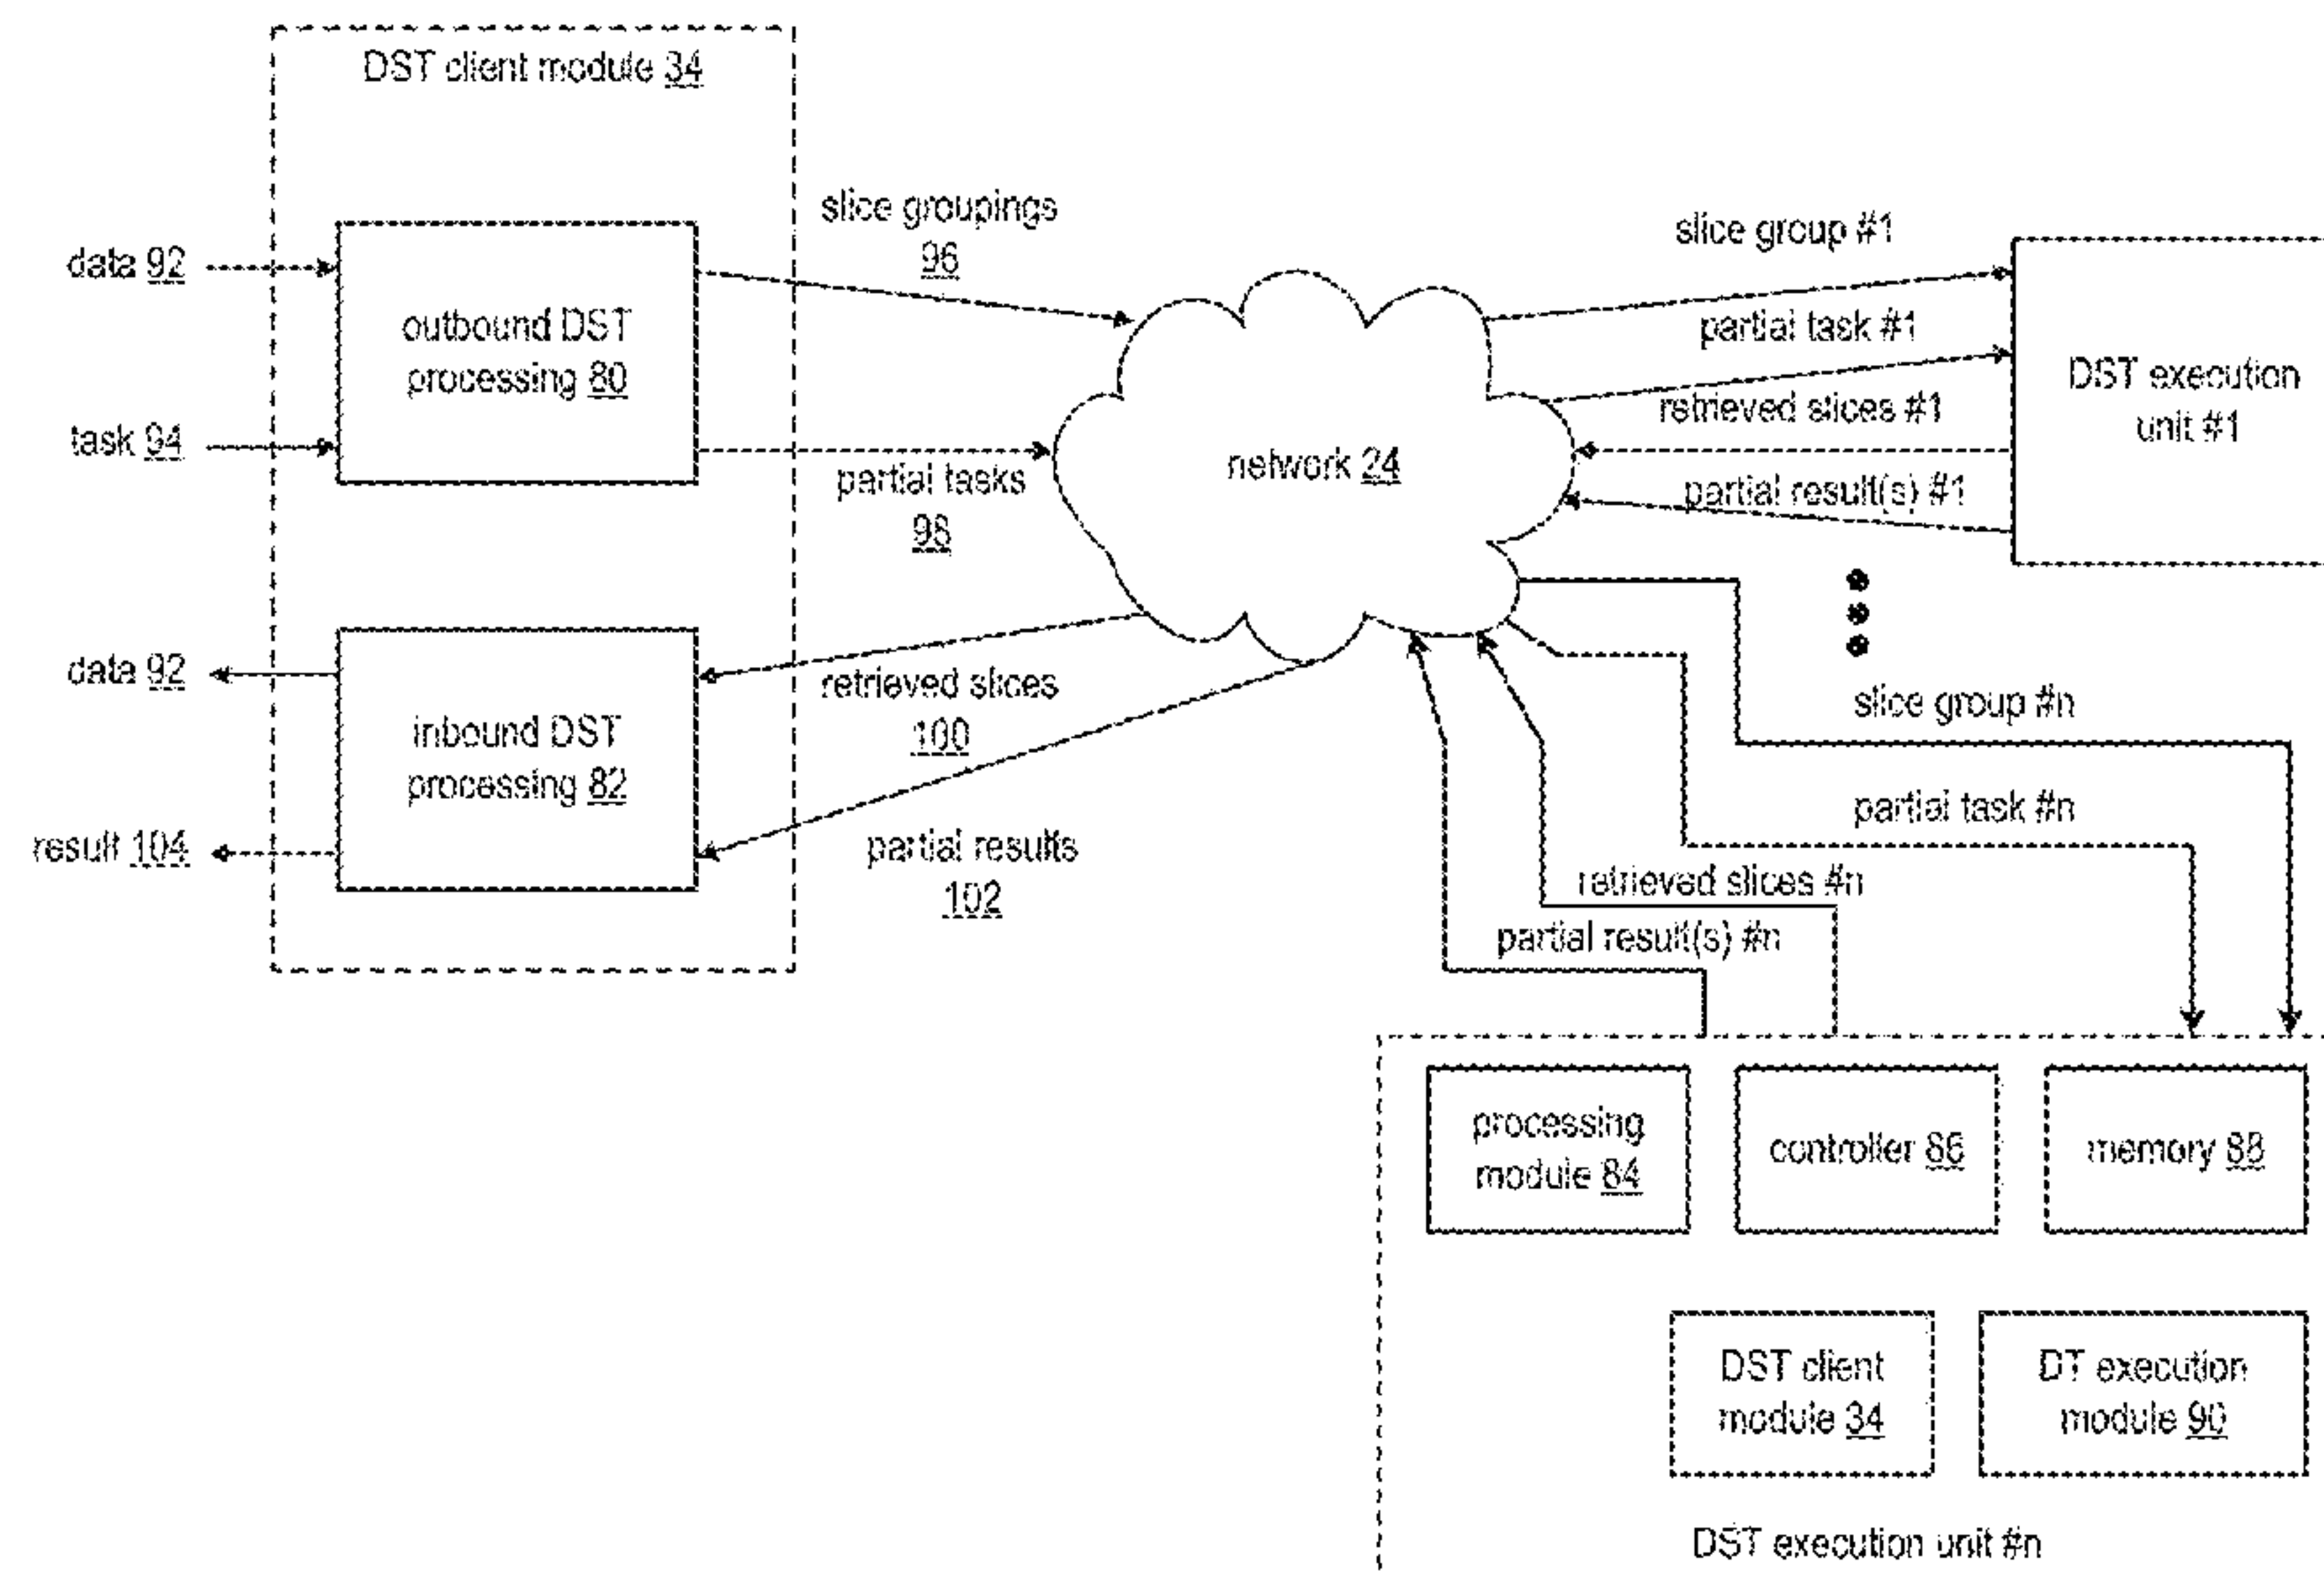 DST client module 34
data 92
outbound DST
processing 80
task 94
slice groupings
96
partial tasks
98
data 92
inbound DST
processing 82
result 104
retrieved slices
100
partial results
102
network 24
slice group #1
partial task #1
retrieved slices #1
partial result(s) #1
DST execution
unit #1
slice group #n
partial task #n
retrieved slices #n
partial result(s) #n
processing
module 84
controller 86
memory 88
DST client
module 34
DT execution
module 90
DST execution unit #n